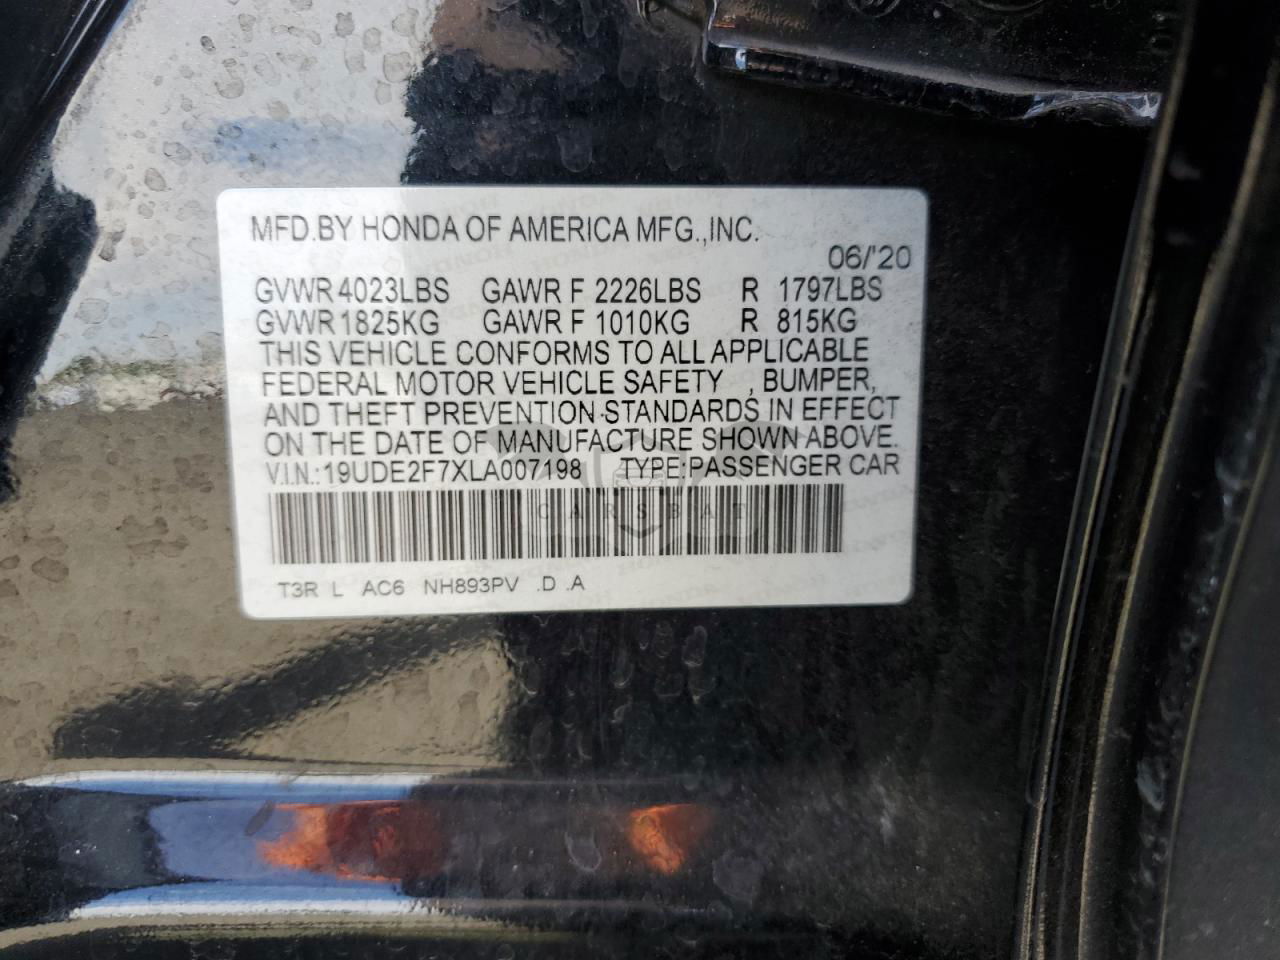 MFD.BY HONDA OF AMERICA MFG.,INC.
06/'20
GVWR 4023LBS GAWR F 2226LBS R 1797LBS
GVWR 1825KG GAWR F 1010KG R 815KG
THIS VEHICLE CONFORMS TO ALL APPLICABLE
FEDERAL MOTOR VEHICLE SAFETY , BUMPER,
AND THEFT PREVENTION STANDARDS IN EFFECT
ON THE DATE OF MANUFACTURE SHOWN ABOVE.
V.I.N.:19UDE2F7XLA007198 TYPE:PASSENGER CAR
CARSBAT
T3R L AC6 NH893PV .D .A